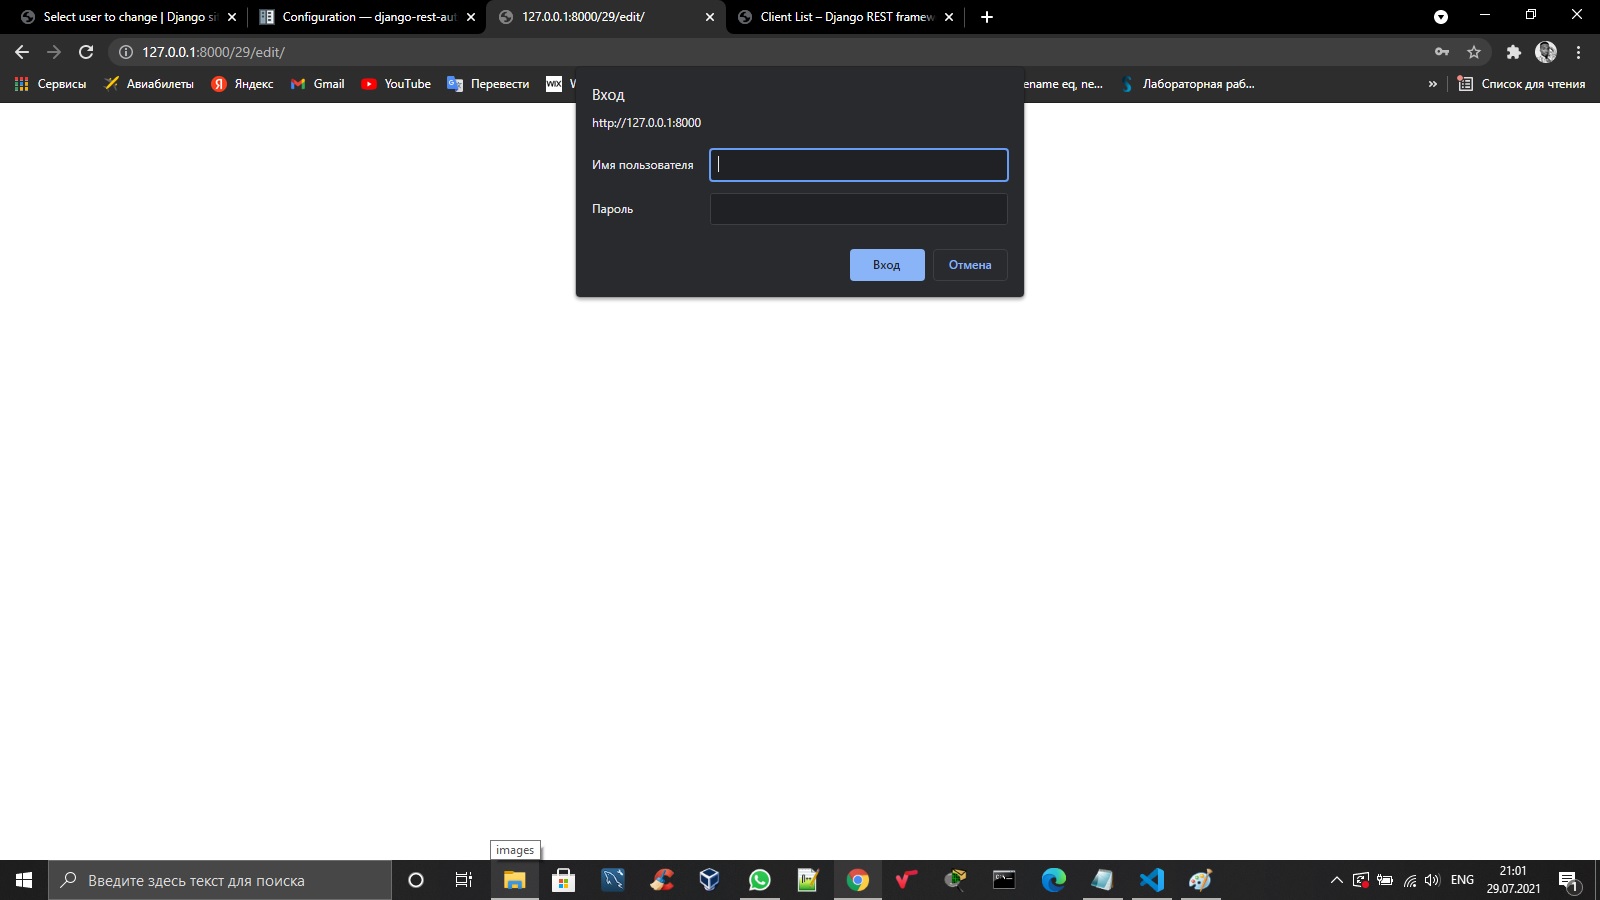 Select user to change | Django si
Configuration — django-rest-aut
127.0.0.1:8000/29/edit/
Client List – Django REST framew
127.0.0.1:8000/29/edit/
Сервисы
Авиабилеты
Яндекс
Gmail
YouTube
Перевести
WIX
ename eq, ne...
Лабораторная раб...
»
Список для чтения
Вход
http://127.0.0.1:8000
Имя пользователя
Пароль
Вход
Отмена
images
Введите здесь текст для поиска
ENG
21:01
29.07.2021
1